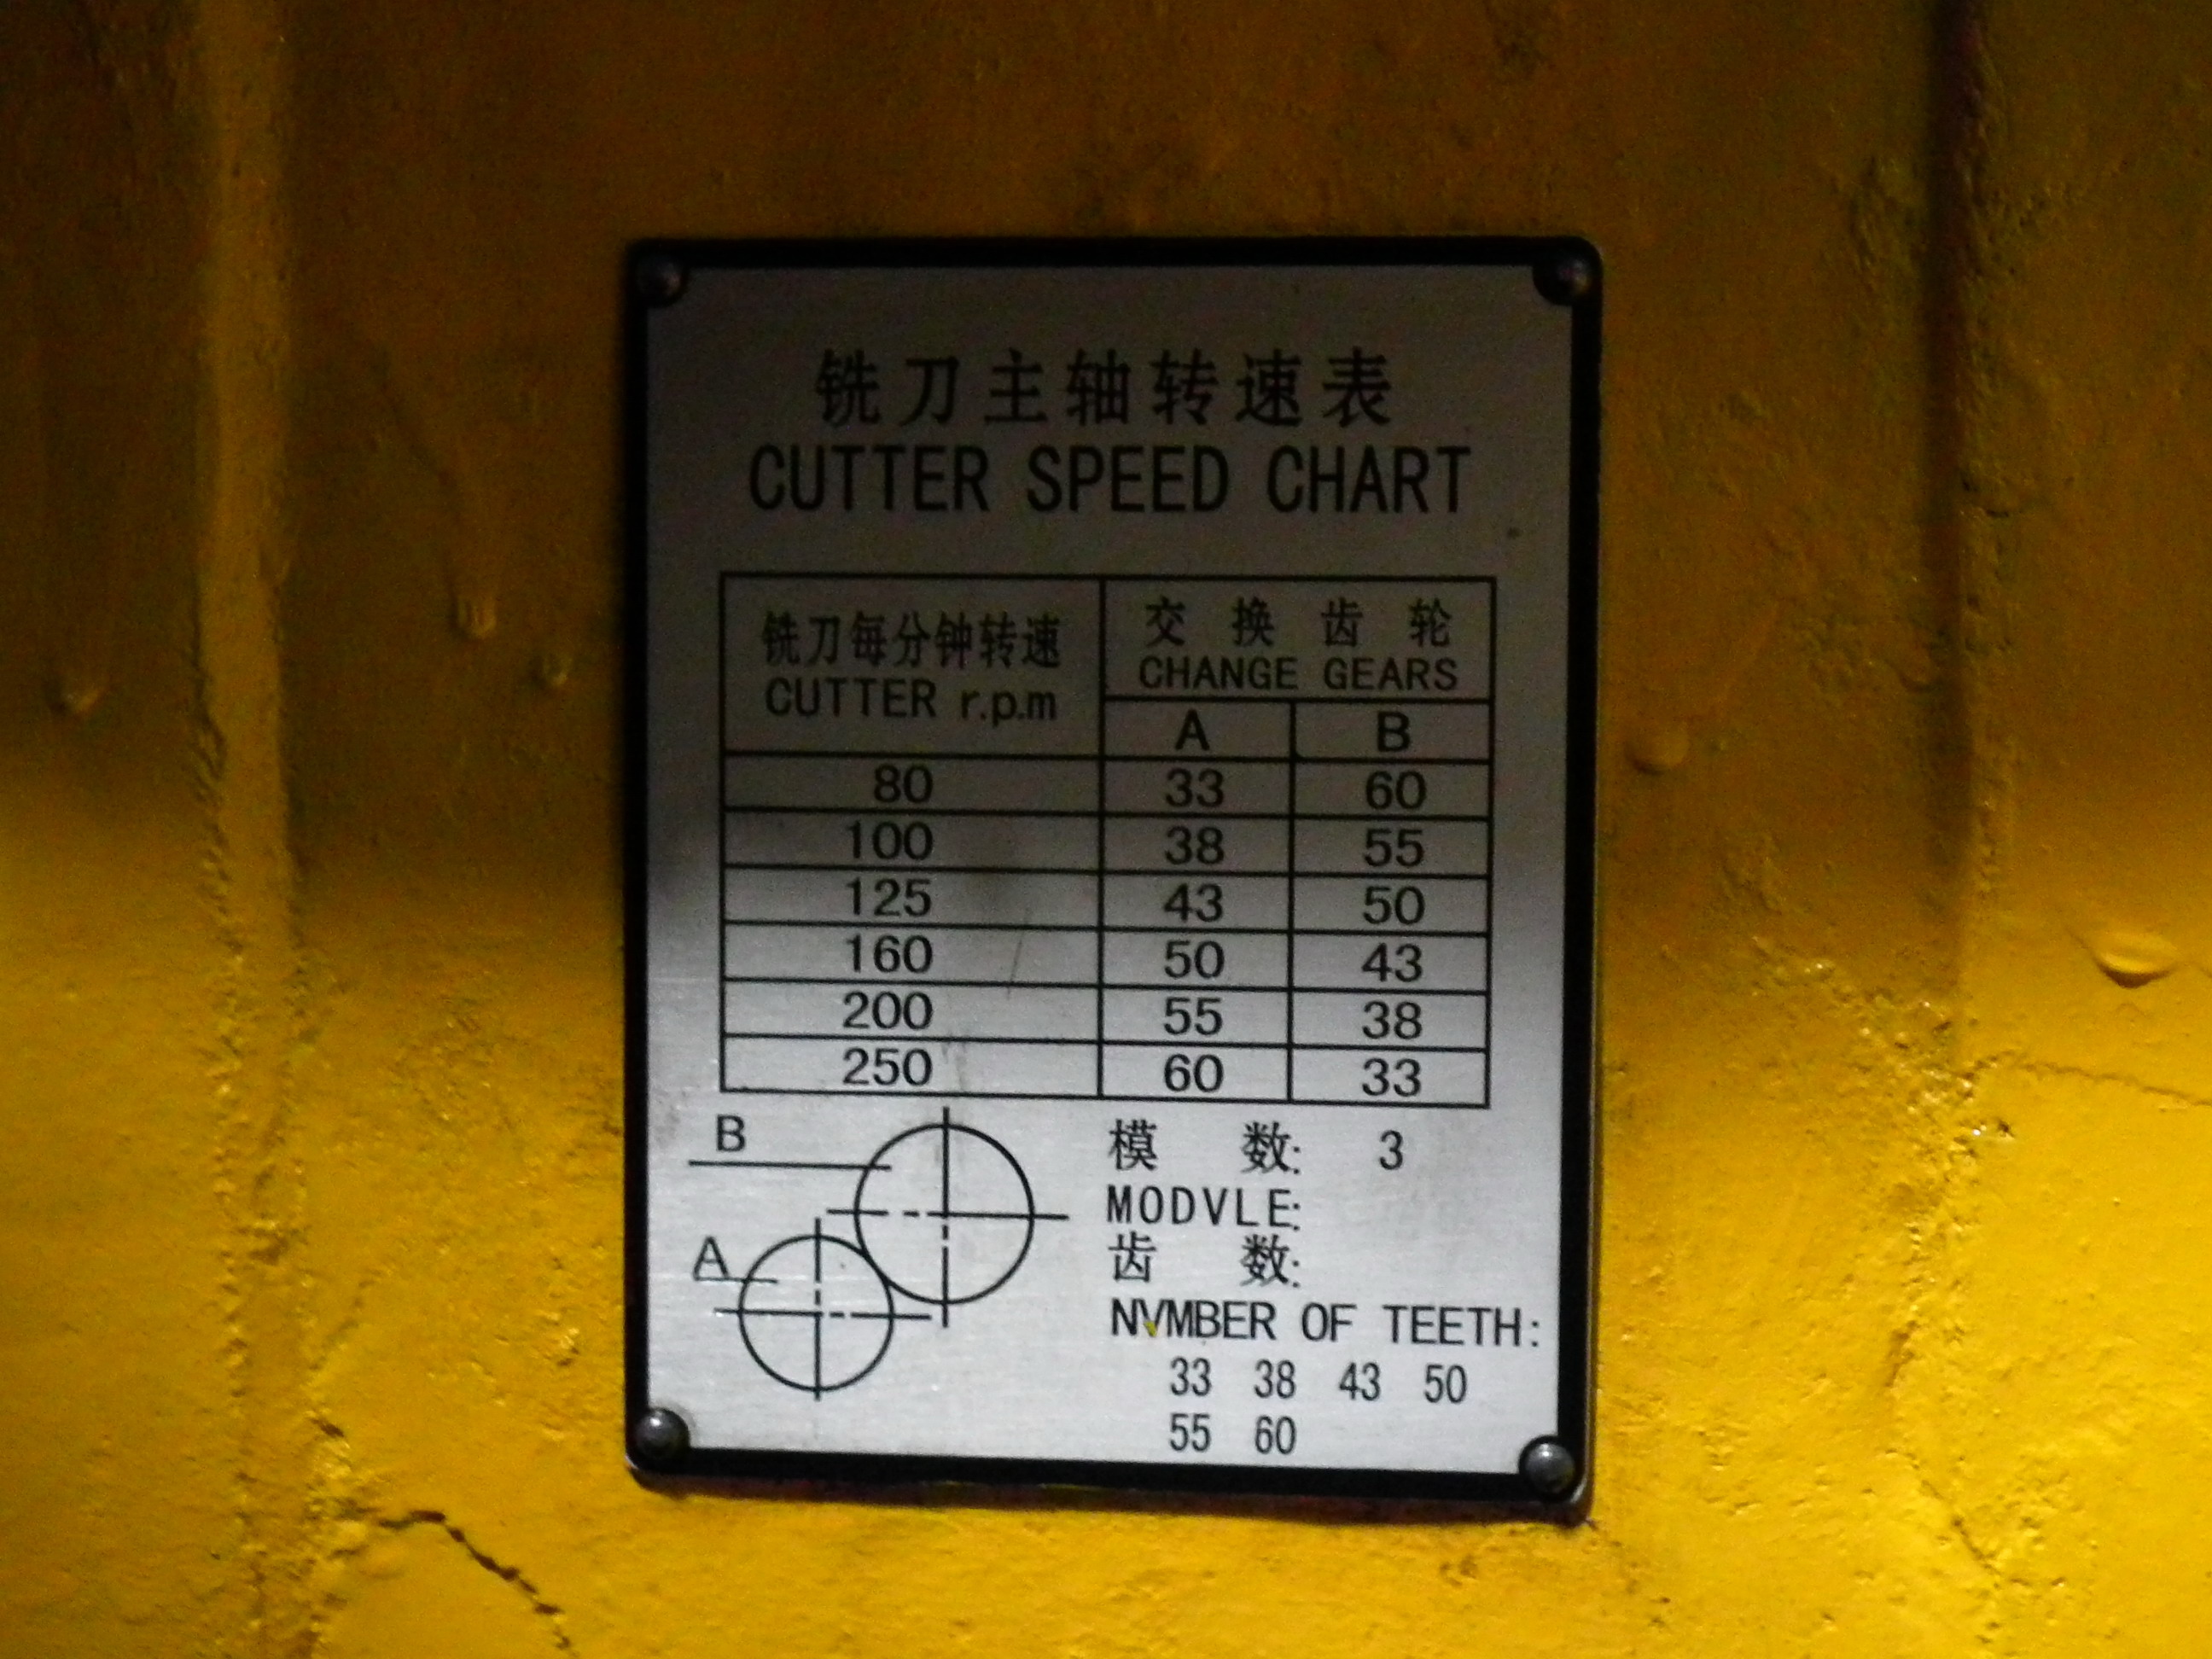 铣刀主轴转速表
CUTTER SPEED CHART
铣刀每分钟转速
CUTTER r.p.m
交 换 齿 轮
CHANGE GEARS
A B
80 33 60
100 38 55
125 43 50
160 50 43
200 55 38
250 60 33
B
A
模 数: 3
MODVLE:
齿 数:
NVMBER OF TEETH:
33 38 43 50
55 60